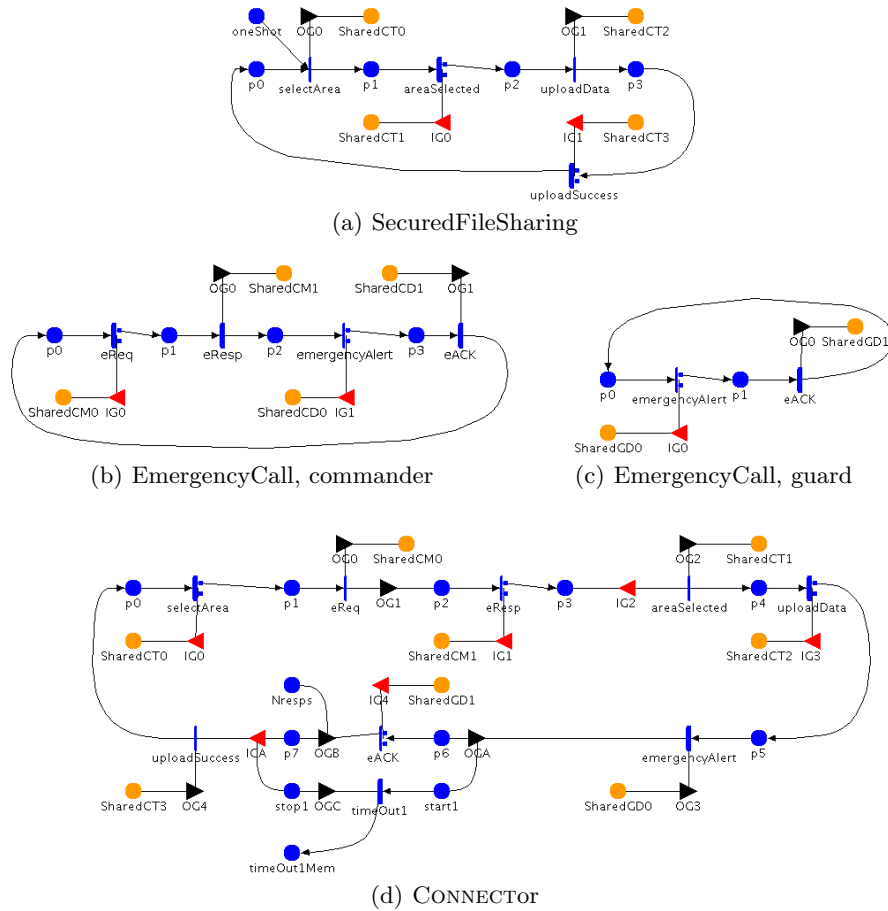 OG0 SharedCT0 OG1 SharedCT2
oneShot
p0 selectArea p1 areaSelected p2 uploadData p3
SharedCT1 IG0 IG1 SharedCT3
uploadSuccess
(a) SecuredFileSharing
OG0 SharedCM1 SharedCD1 OG1
p0 eReq p1 eResp p2 emergencyAlert p3 eACK
SharedCM0 IG0 SharedCD0 IG1
(b) EmergencyCall, commander
OG0 SharedGD1
p0 emergencyAlert p1 eACK
SharedGD0 IG0
(c) EmergencyCall, guard
OG0 SharedCM0 OG2 SharedCT1
p0 selectArea p1 eReq OG1 p2 eResp p3 IG2 areaSelected p4 uploadData
SharedCT0 IG0 SharedCM1 IG1 SharedCT2 IG3
Nresps IG4 SharedGD1
uploadSuccess IGA p7 OGB eACK p6 OGA emergencyAlert p5
SharedCT3 OG4 stop1 OGC timeOut1 start1 SharedGD0 OG3
timeOut1Mem
(d) CONNECTor